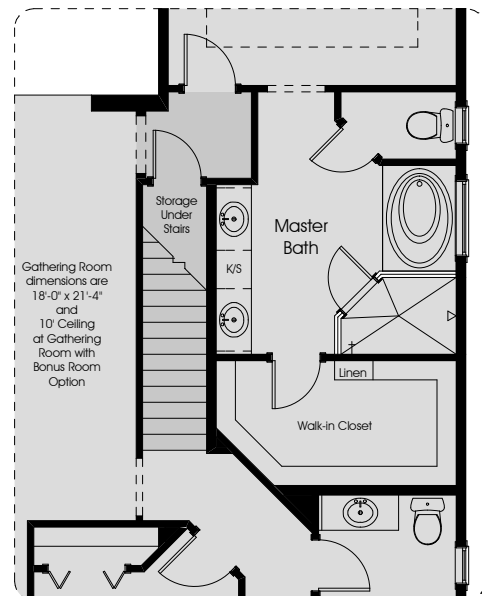 Storage
Under
Stairs
Master
Bath
K/S
Gathering Room
dimensions are
18'-0" x 21'-4"
and
10' Ceiling
at Gathering
Room with
Bonus Room
Option
Linen
Walk-in Closet